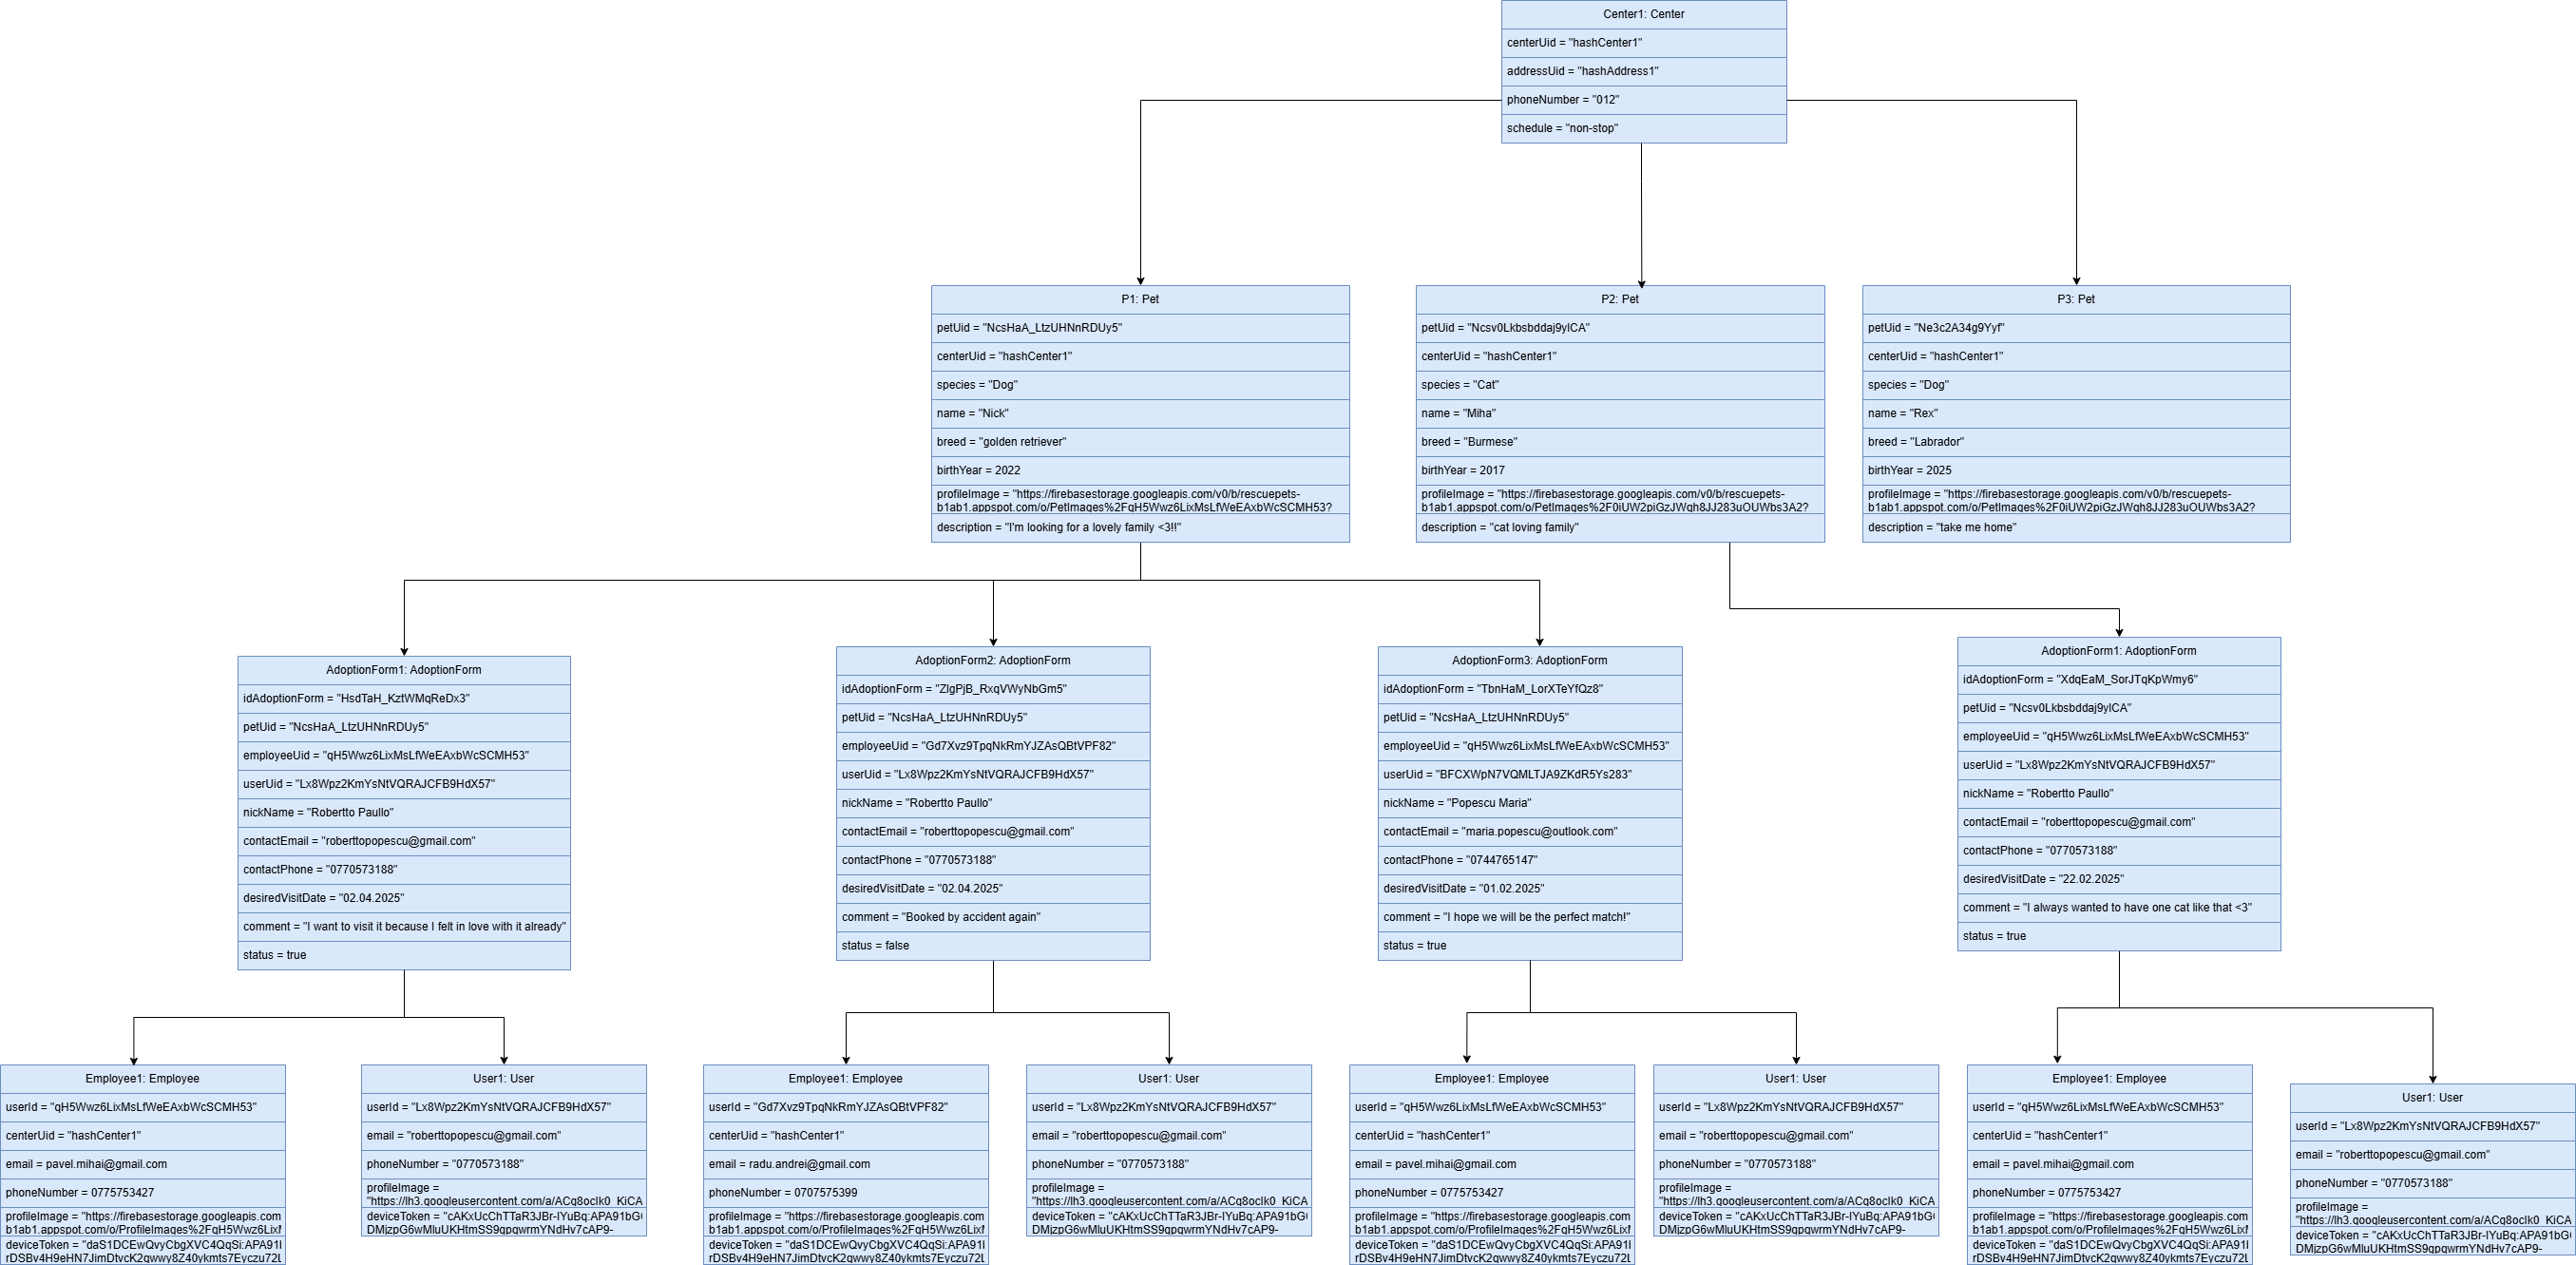 Center1: Center
centerUid = "hashCenter1"
addressUid = "hashAddress1"
phoneNumber = "012"
schedule = "non-stop"
P1: Pet
petUid = "NcsHaA_LtzUHNnRDUy5"
centerUid = "hashCenter1"
species = "Dog"
name = "Nick"
breed = "golden retriever"
birthYear = 2022
profileImage = "https://firebasestorage.googleapis.com/v0/b/rescuepets-
b1ab1.appspot.com/o/PetImages%2FqH5Wwz6LixMsLfWeEAxbWcSCMH53?
description = "I'm looking for a lovely family <3!!"
P2: Pet
petUid = "Ncsv0Lkbsbddaj9ylCA"
centerUid = "hashCenter1"
species = "Cat"
name = "Miha"
breed = "Burmese"
birthYear = 2017
profileImage = "https://firebasestorage.googleapis.com/v0/b/rescuepets-
b1ab1.appspot.com/o/PetImages%2F0iUW2piGzJWqh8JJ283uOUWbs3A2?
description = "cat loving family"
P3: Pet
petUid = "Ne3c2A34g9Yyf"
centerUid = "hashCenter1"
species = "Dog"
name = "Rex"
breed = "Labrador"
birthYear = 2025
profileImage = "https://firebasestorage.googleapis.com/v0/b/rescuepets-
b1ab1.appspot.com/o/PetImages%2F0iUW2piGzJWqh8JJ283uOUWbs3A2?
description = "take me home"
AdoptionForm1: AdoptionForm
idAdoptionForm = "HsdTaH_KztWMqReDx3"
petUid = "NcsHaA_LtzUHNnRDUy5"
employeeUid = "qH5Wwz6LixMsLfWeEAxbWcSCMH53"
userUid = "Lx8Wpz2KmYsNtVQRAJCFB9HdX57"
nickName = "Robertto Paullo"
contactEmail = "roberttopopescu@gmail.com"
contactPhone = "0770573188"
desiredVisitDate = "02.04.2025"
comment = "I want to visit it because I felt in love with it already"
status = true
AdoptionForm2: AdoptionForm
idAdoptionForm = "ZlgPjB_RxqVWyNbGm5"
petUid = "NcsHaA_LtzUHNnRDUy5"
employeeUid = "Gd7Xvz9TpqNkRmYJZAsQBtVPF82"
userUid = "Lx8Wpz2KmYsNtVQRAJCFB9HdX57"
nickName = "Robertto Paullo"
contactEmail = "roberttopopescu@gmail.com"
contactPhone = "0770573188"
desiredVisitDate = "02.04.2025"
comment = "Booked by accident again"
status = false
AdoptionForm3: AdoptionForm
idAdoptionForm = "TbnHaM_LorXTeYfQz8"
petUid = "NcsHaA_LtzUHNnRDUy5"
employeeUid = "qH5Wwz6LixMsLfWeEAxbWcSCMH53"
userUid = "BFCXWpN7VQMLTJA9ZKdR5Ys283"
nickName = "Popescu Maria"
contactEmail = "maria.popescu@outlook.com"
contactPhone = "0744765147"
desiredVisitDate = "01.02.2025"
comment = "I hope we will be the perfect match!"
status = true
AdoptionForm1: AdoptionForm
idAdoptionForm = "XdqEaM_SorJTqKpWmy6"
petUid = "Ncsv0Lkbsbddaj9ylCA"
employeeUid = "qH5Wwz6LixMsLfWeEAxbWcSCMH53"
userUid = "Lx8Wpz2KmYsNtVQRAJCFB9HdX57"
nickName = "Robertto Paullo"
contactEmail = "roberttopopescu@gmail.com"
contactPhone = "0770573188"
desiredVisitDate = "22.02.2025"
comment = "I always wanted to have one cat like that <3"
status = true
Employee1: Employee
userId = "qH5Wwz6LixMsLfWeEAxbWcSCMH53"
centerUid = "hashCenter1"
email = pavel.mihai@gmail.com
phoneNumber = 0775753427
profileImage = "https://firebasestorage.googleapis.com
b1ab1.appspot.com/o/ProfileImages%2FqH5Wwz6Lix
deviceToken = "daS1DCEwQvyCbgXVC4QqSi:APA91
rDSBv4H9eHN7JimDtvcK2qwwy8Z40ykmts7Eyczu72L
User1: User
userId = "Lx8Wpz2KmYsNtVQRAJCFB9HdX57"
email = "roberttopopescu@gmail.com"
phoneNumber = "0770573188"
profileImage =
"https://lh3.googleusercontent.com/a/ACg8ocIk0_KiCA
deviceToken = "cAKxUcChTTaR3JBr-IYuBq:APA91bG
DMjzpG6wMluUKHtmSS9qpqwrmYNdHv7cAP9-
Employee1: Employee
userId = "Gd7Xvz9TpqNkRmYJZAsQBtVPF82"
centerUid = "hashCenter1"
email = radu.andrei@gmail.com
phoneNumber = 0707575399
profileImage = "https://firebasestorage.googleapis.com
b1ab1.appspot.com/o/ProfileImages%2FqH5Wwz6Lix
deviceToken = "daS1DCEwQvyCbgXVC4QqSi:APA91
rDSBv4H9eHN7JimDtvcK2qwwy8Z40ykmts7Eyczu72L
User1: User
userId = "Lx8Wpz2KmYsNtVQRAJCFB9HdX57"
email = "roberttopopescu@gmail.com"
phoneNumber = "0770573188"
profileImage =
"https://lh3.googleusercontent.com/a/ACg8ocIk0_KiCA
deviceToken = "cAKxUcChTTaR3JBr-IYuBq:APA91bG
DMjzpG6wMluUKHtmSS9qpqwrmYNdHv7cAP9-
Employee1: Employee
userId = "qH5Wwz6LixMsLfWeEAxbWcSCMH53"
centerUid = "hashCenter1"
email = pavel.mihai@gmail.com
phoneNumber = 0775753427
profileImage = "https://firebasestorage.googleapis.com
b1ab1.appspot.com/o/ProfileImages%2FqH5Wwz6Lix
deviceToken = "daS1DCEwQvyCbgXVC4QqSi:APA91
rDSBv4H9eHN7JimDtvcK2qwwy8Z40ykmts7Eyczu72L
User1: User
userId = "Lx8Wpz2KmYsNtVQRAJCFB9HdX57"
email = "roberttopopescu@gmail.com"
phoneNumber = "0770573188"
profileImage =
"https://lh3.googleusercontent.com/a/ACg8ocIk0_KiCA
deviceToken = "cAKxUcChTTaR3JBr-IYuBq:APA91bG
DMjzpG6wMluUKHtmSS9qpqwrmYNdHv7cAP9-
Employee1: Employee
userId = "qH5Wwz6LixMsLfWeEAxbWcSCMH53"
centerUid = "hashCenter1"
email = pavel.mihai@gmail.com
phoneNumber = 0775753427
profileImage = "https://firebasestorage.googleapis.com
b1ab1.appspot.com/o/ProfileImages%2FqH5Wwz6Lix
deviceToken = "daS1DCEwQvyCbgXVC4QqSi:APA91
rDSBv4H9eHN7JimDtvcK2qwwy8Z40ykmts7Eyczu72L
User1: User
userId = "Lx8Wpz2KmYsNtVQRAJCFB9HdX57"
email = "roberttopopescu@gmail.com"
phoneNumber = "0770573188"
profileImage =
"https://lh3.googleusercontent.com/a/ACg8ocIk0_KiCA
deviceToken = "cAKxUcChTTaR3JBr-IYuBq:APA91bG
DMjzpG6wMluUKHtmSS9qpqwrmYNdHv7cAP9-